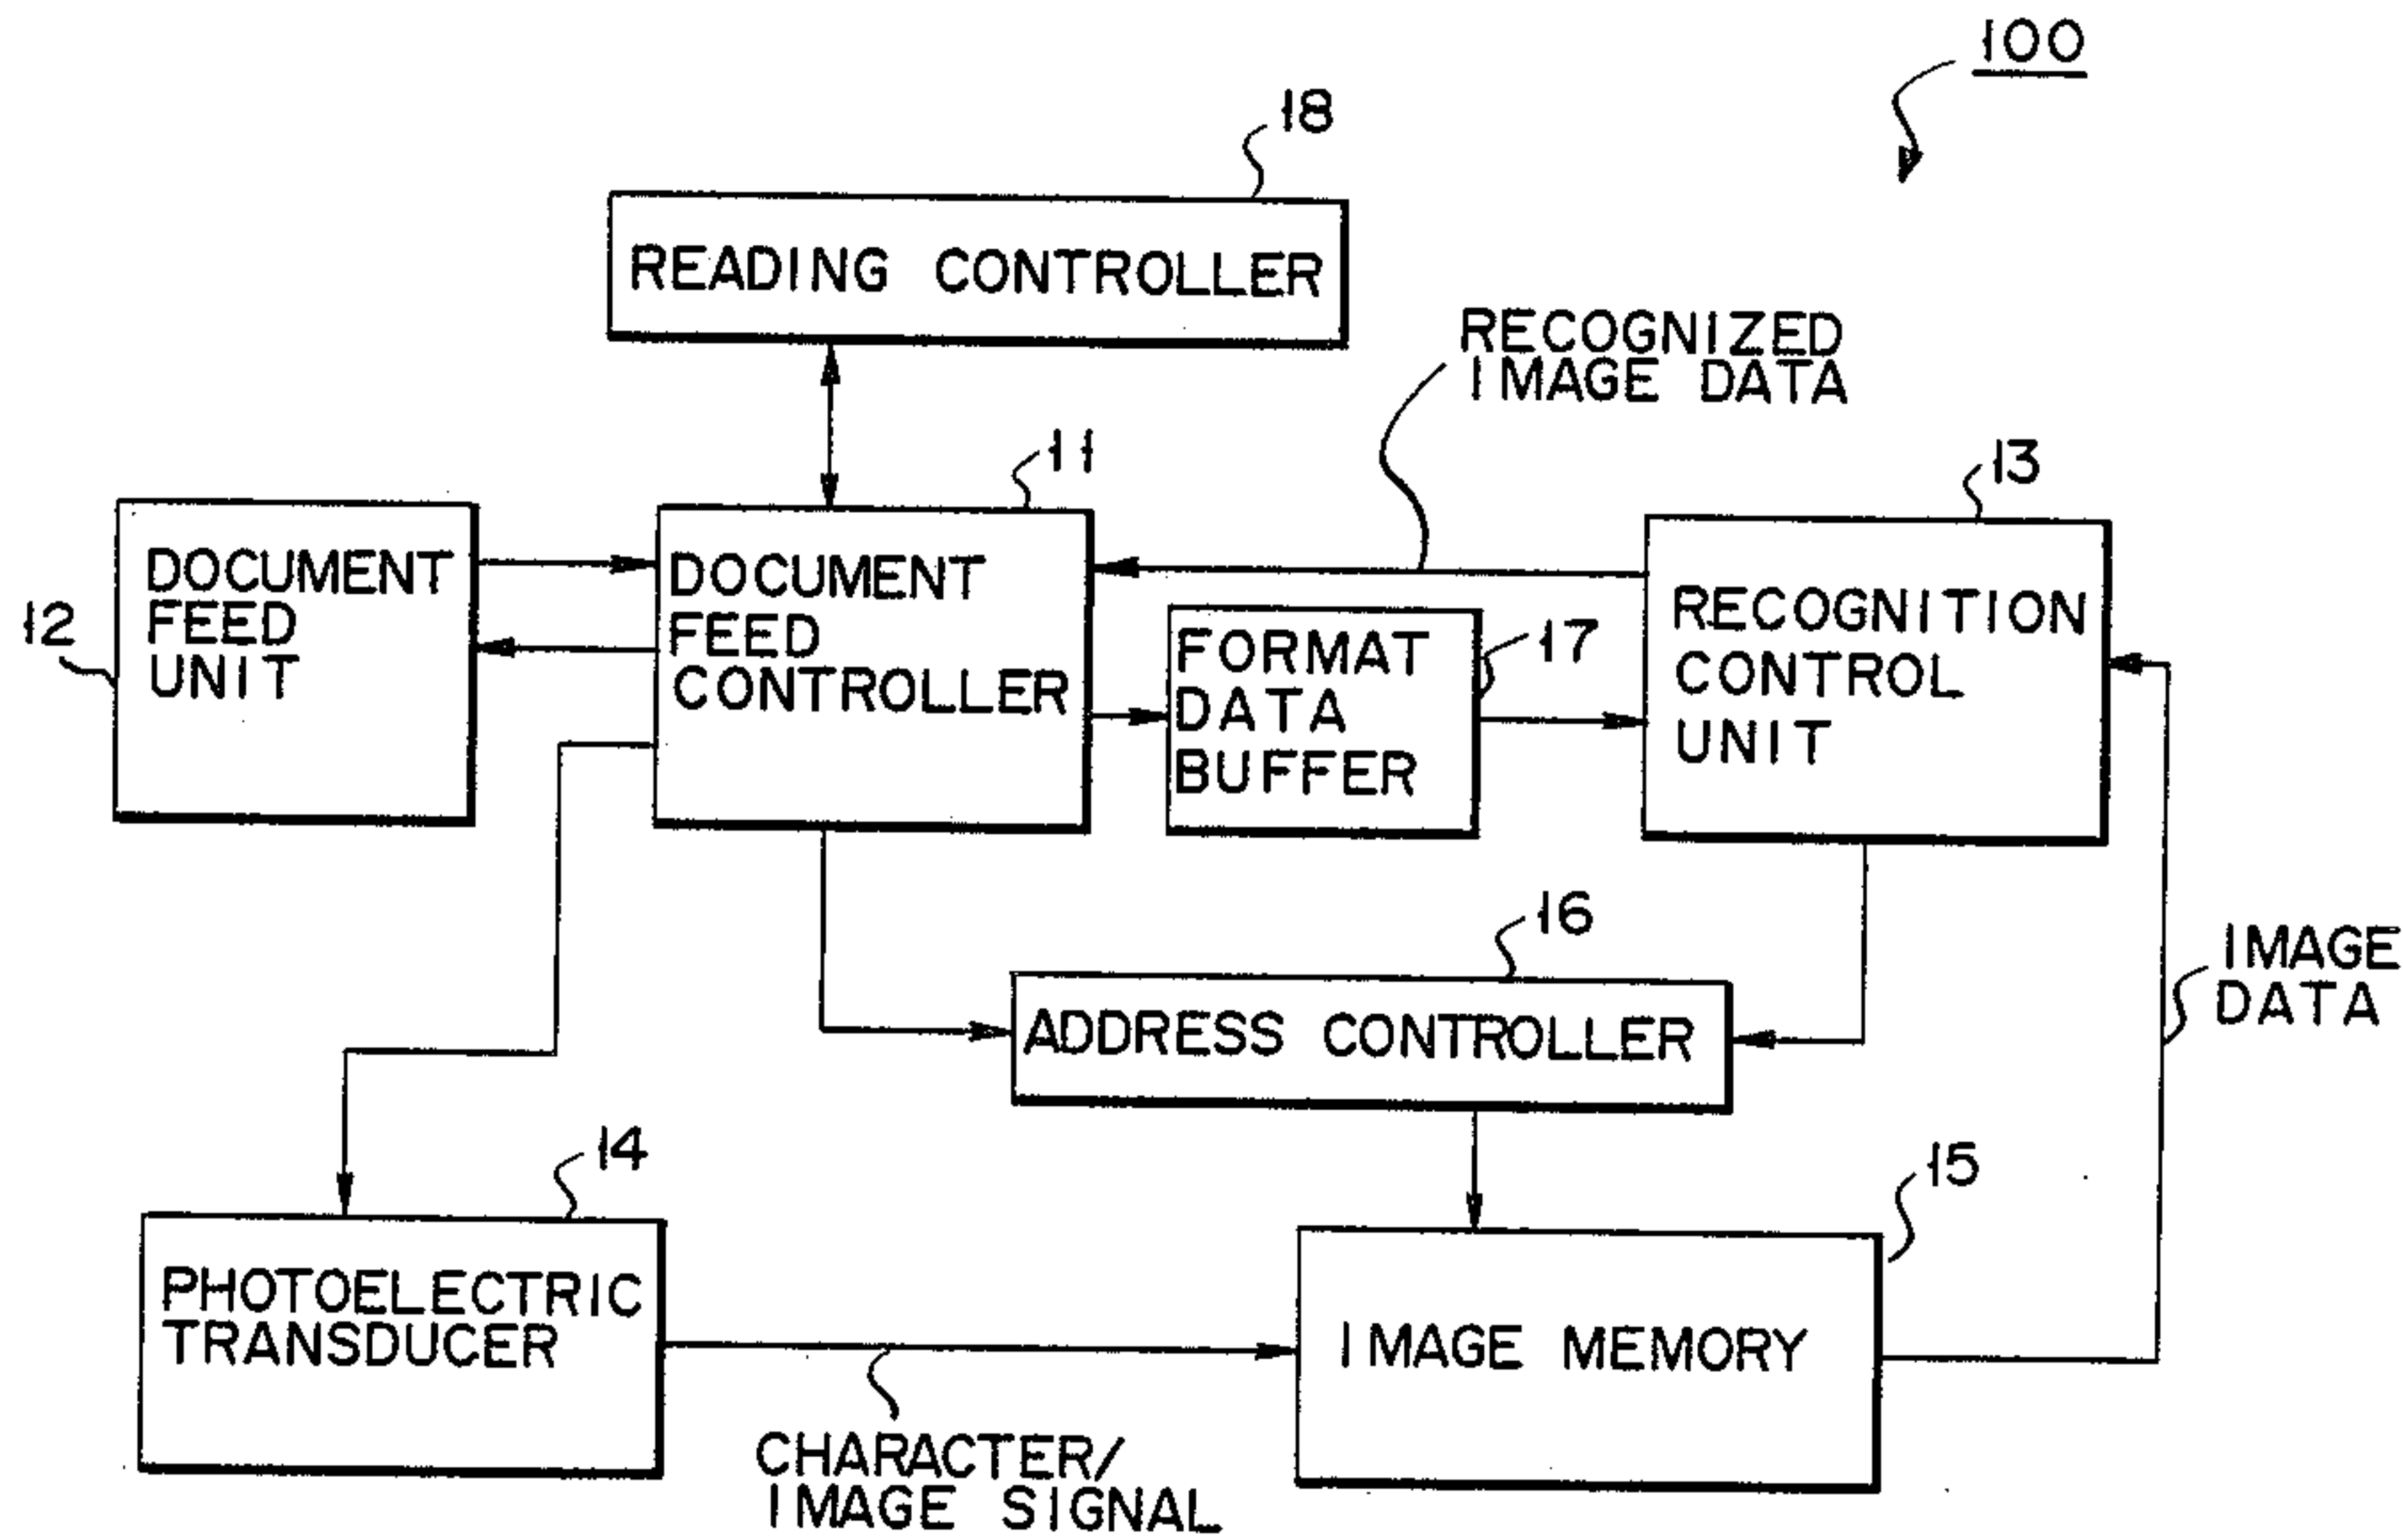 100
18
READING CONTROLLER
RECOGNIZED
IMAGE DATA
11
13
12
DOCUMENT
FEED
UNIT
DOCUMENT
FEED
CONTROLLER
FORMAT
DATA
BUFFER
17
RECOGNITION
CONTROL
UNIT
16
ADDRESS CONTROLLER
IMAGE
DATA
14
15
PHOTOELECTRIC
TRANSDUCER
IMAGE MEMORY
CHARACTER/
IMAGE SIGNAL